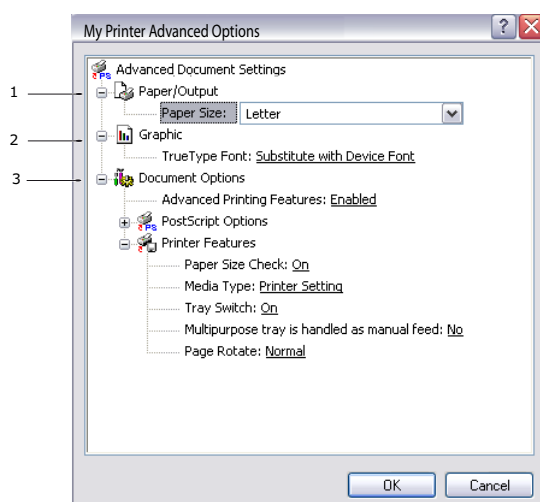 My Printer Advanced Options
Advanced Document Settings
1
Paper/Output
Paper Size: Letter
2
Graphic
TrueType Font: Substitute with Device Font
3
Document Options
Advanced Printing Features: Enabled
PostScript Options
Printer Features
Paper Size Check: On
Media Type: Printer Setting
Tray Switch: On
Multipurpose tray is handled as manual feed: No
Page Rotate: Normal
OK Cancel